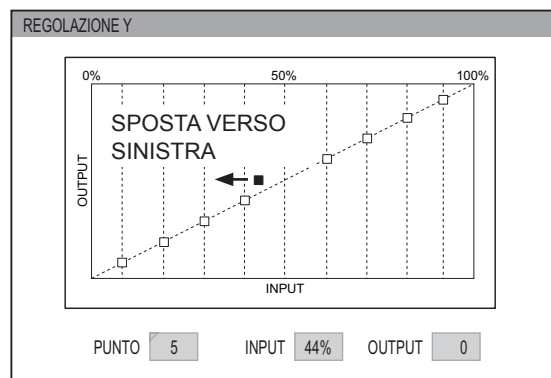 REGOLAZIONE Y
0% 50% 100%
SPOSTA VERSO
SINISTRA
OUTPUT
INPUT
PUNTO 5 INPUT 44% OUTPUT 0